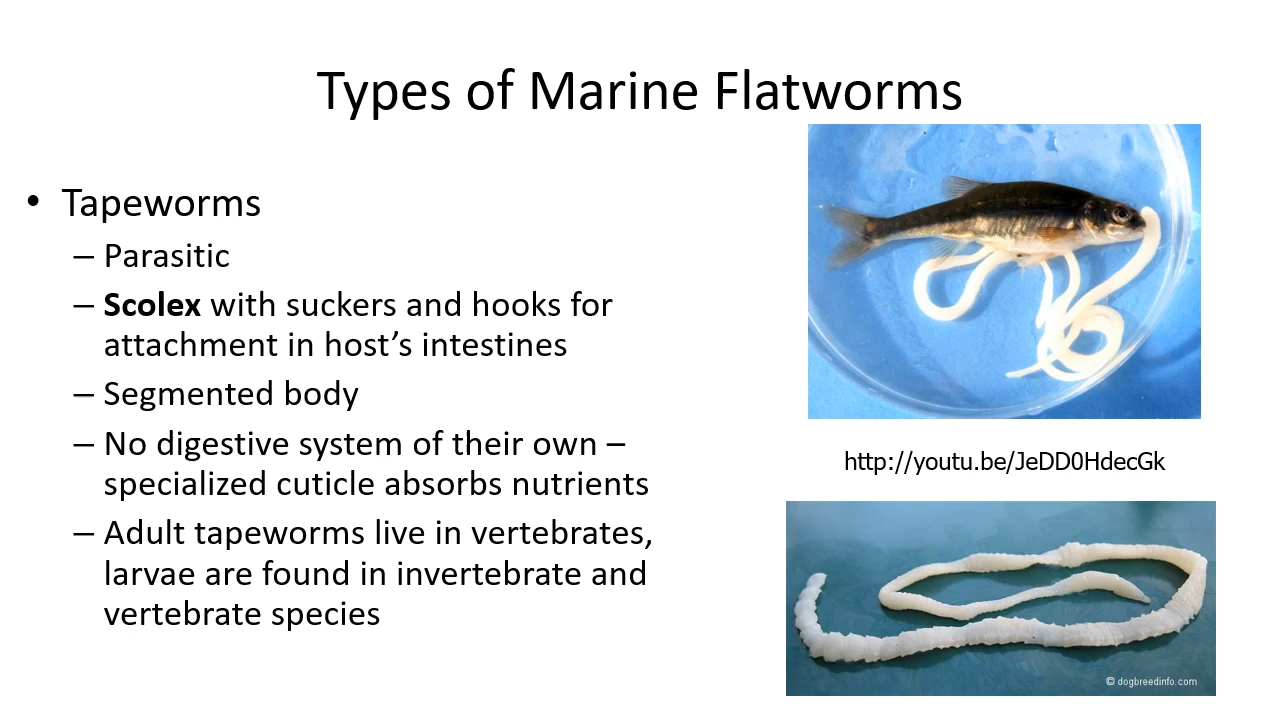 Types of Marine Flatworms
• Tapeworms
– Parasitic
– Scolex with suckers and hooks for
attachment in host’s intestines
– Segmented body
– No digestive system of their own –
specialized cuticle absorbs nutrients
– Adult tapeworms live in vertebrates,
larvae are found in invertebrate and
vertebrate species
http://youtu.be/JeDD0HdecGk
© dogbreedinfo.com